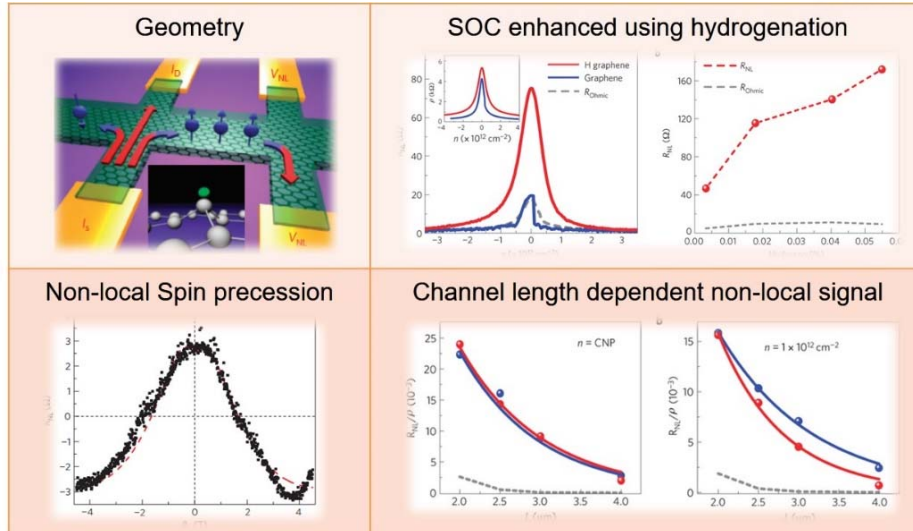 Geometry
SOC enhanced using hydrogenation
I_D
V_NL
I_s
V_NL
H graphene
Graphene
R_Ohmic
ρ (kΩ)
6
4
2
0
−4
0
4
n (×10¹² cm⁻²)
80
60
40
20
0
−3
−2
−1
0
1
2
3
R_NL
R_Ohmic
R_NL (Ω)
160
120
80
40
0
0.00
0.01
0.02
0.03
0.04
0.05
Non-local Spin precession
Channel length dependent non-local signal
3
2
1
0
−1
−2
−3
−4
−2
0
2
4
n = CNP
R_NL/ρ (10⁻³)
25
20
15
10
5
0
2.0
2.5
3.0
3.5
4.0
b
n = 1 × 10¹² cm⁻²
R_NL/ρ (10⁻³)
15
10
5
0
2.0
2.5
3.0
3.5
4.0